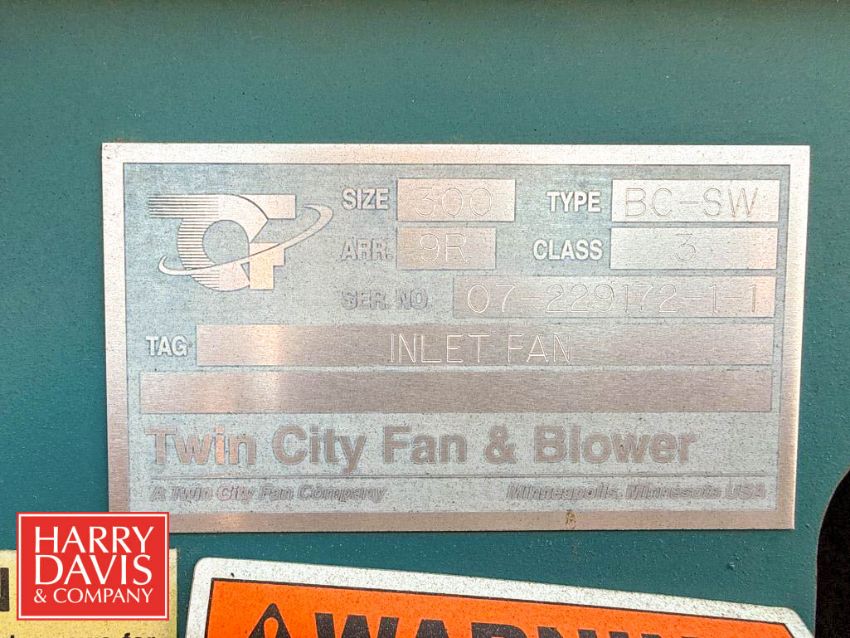 SIZE 300 TYPE BC-SW
ARR. 9R CLASS 3
SER. NO. 07-229172-1-1
TAG INLET FAN
Twin City Fan & Blower
A Twin City Fan Company Minneapolis, Minnesota USA
HARRY
DAVIS
& COMPANY
WARNING